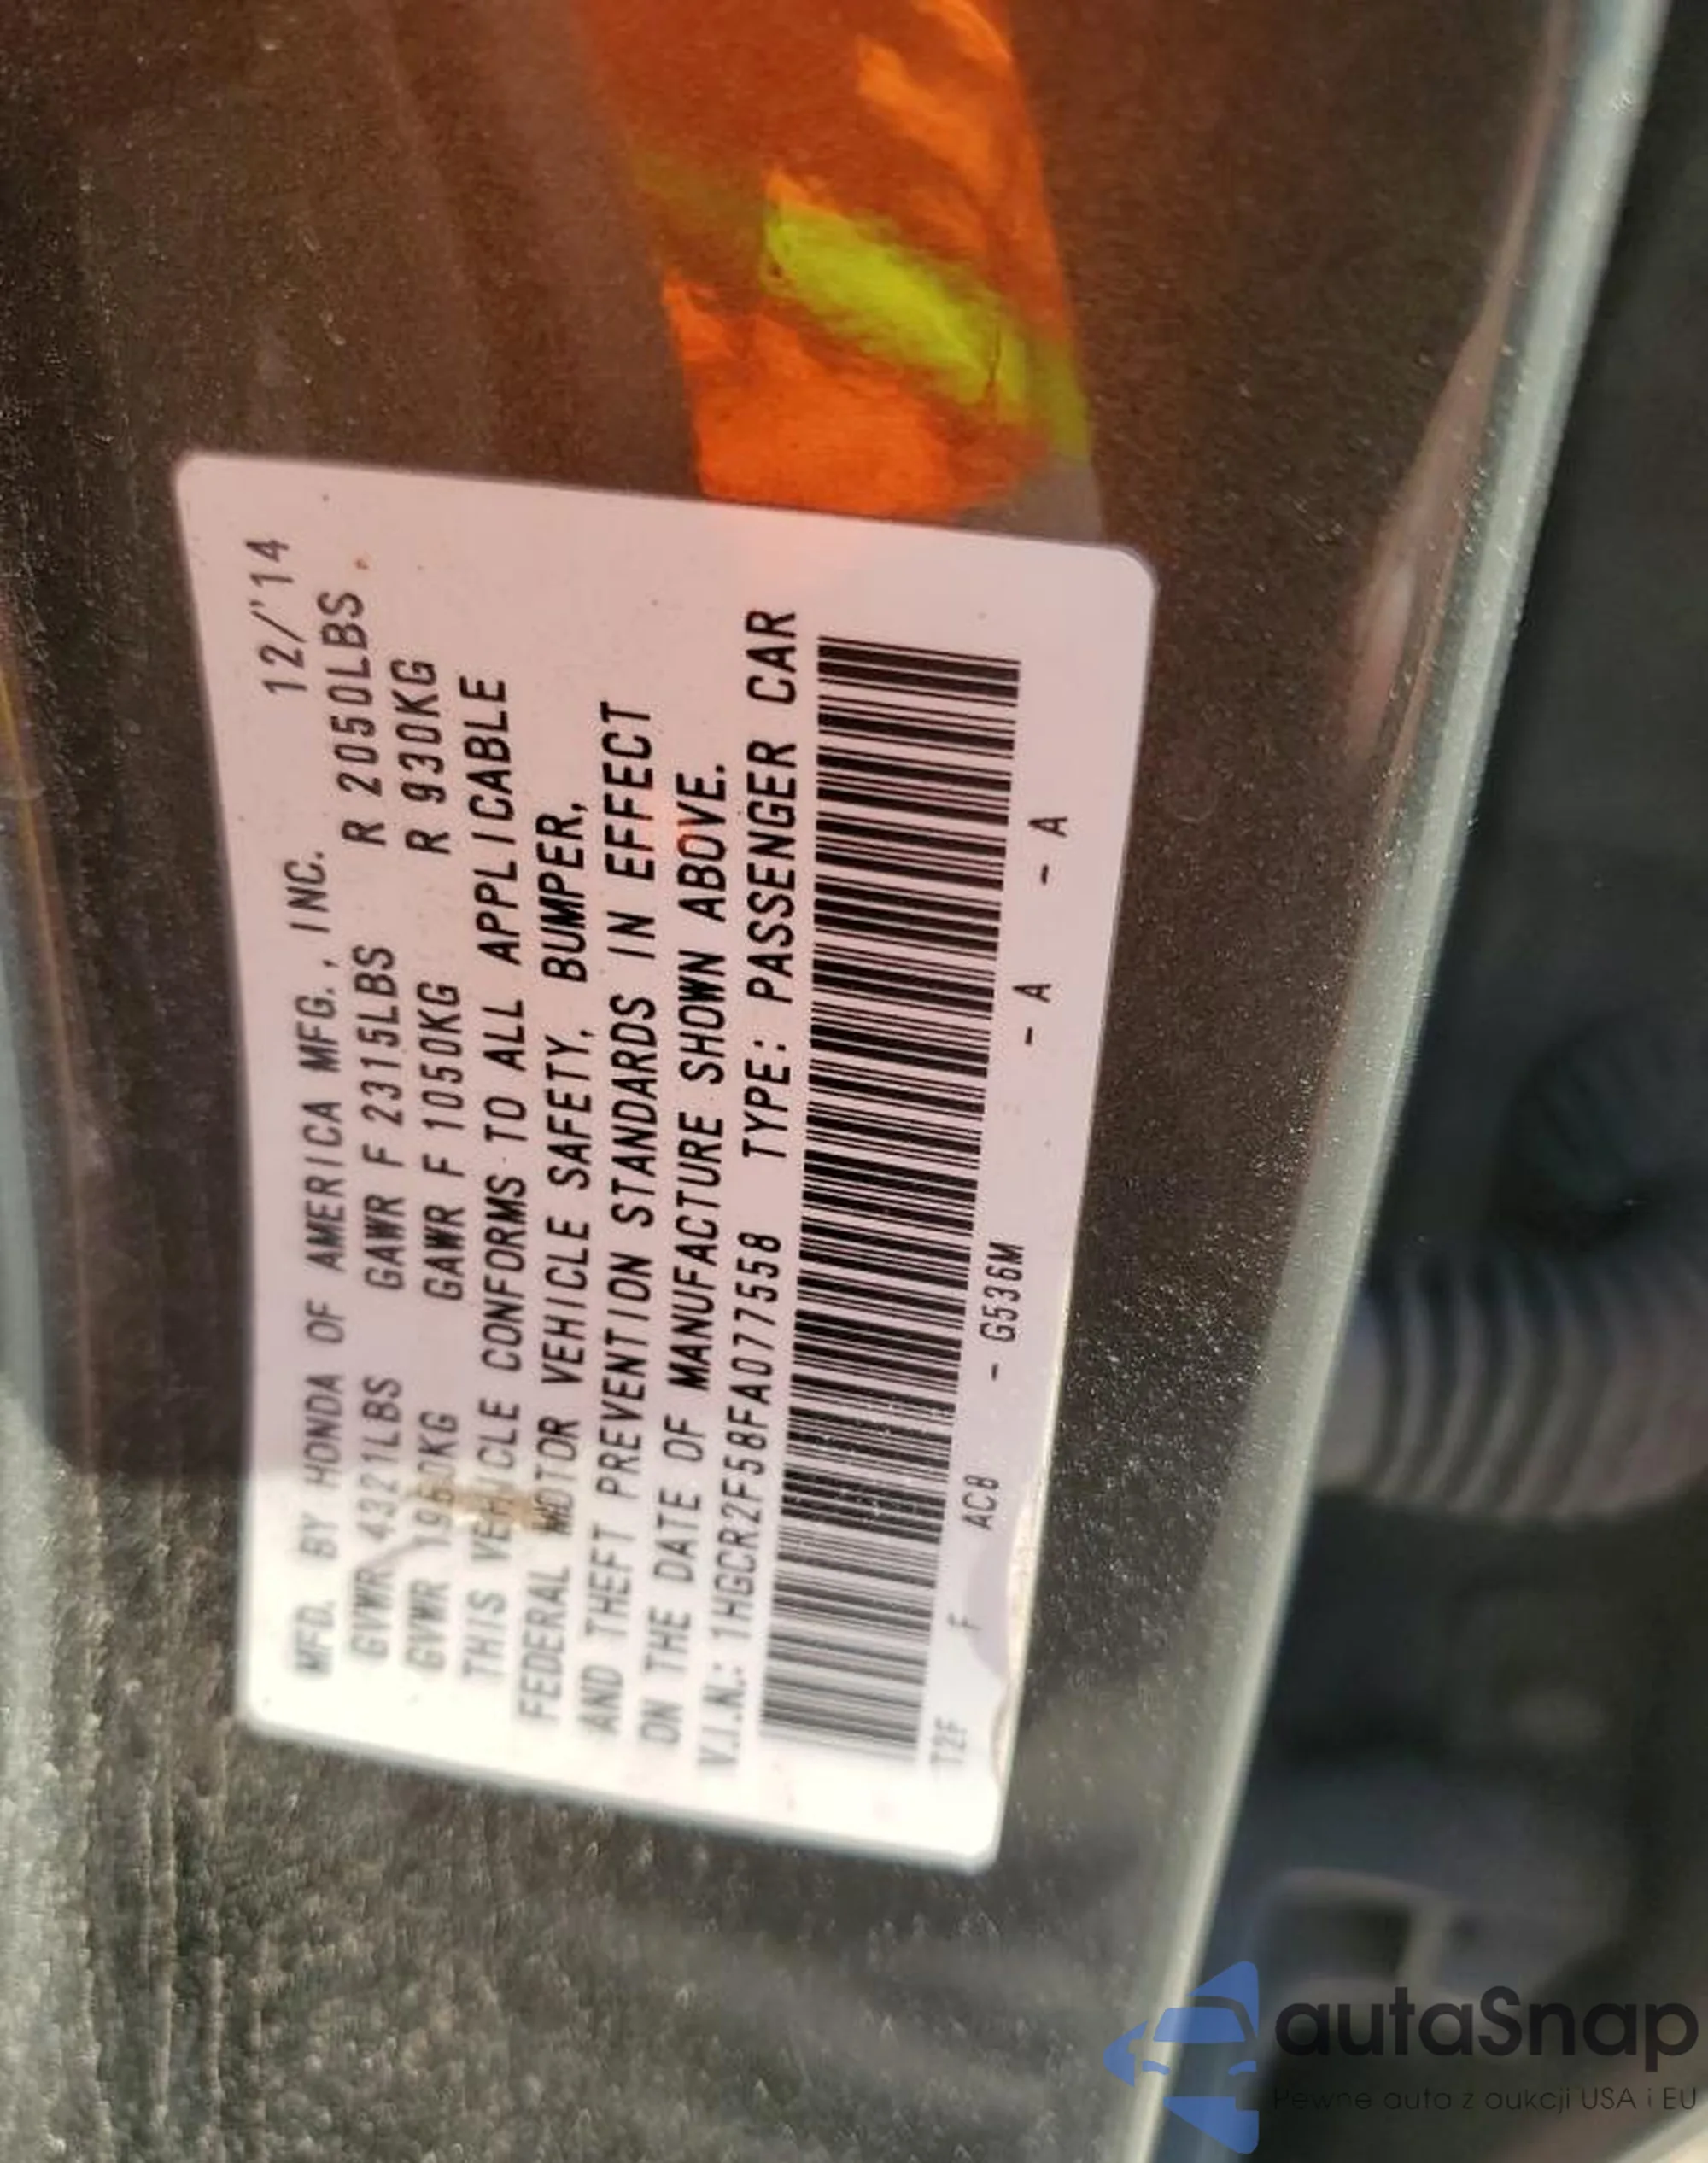 MFD. BY HONDA OF AMERICA MFG., INC. 12/'14
GVWR 4321LBS GAWR F 2315LBS R 2050LBS
GVWR 1960KG GAWR F 1050KG R 930KG
THIS VEHICLE CONFORMS TO ALL APPLICABLE
FEDERAL MOTOR VEHICLE SAFETY, BUMPER,
AND THEFT PREVENTION STANDARDS IN EFFECT
ON THE DATE OF MANUFACTURE SHOWN ABOVE.
V.I.N.: 1HGCR2F58FA077558 TYPE: PASSENGER CAR
T2F F AC8 - G536M - A - A
autaSnap
Pewne auta z aukcji USA i EU